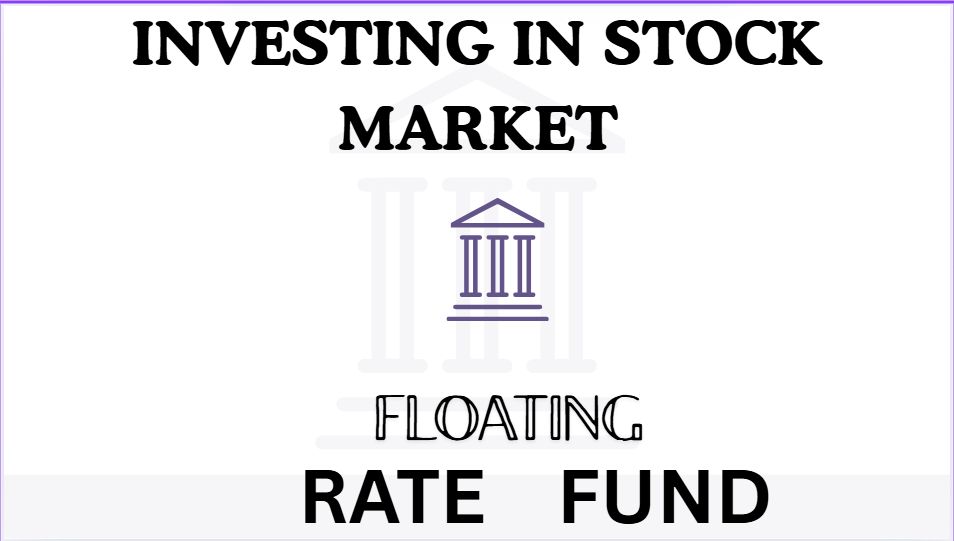 INVESTING IN STOCK
MARKET
FLOATING
RATE FUND